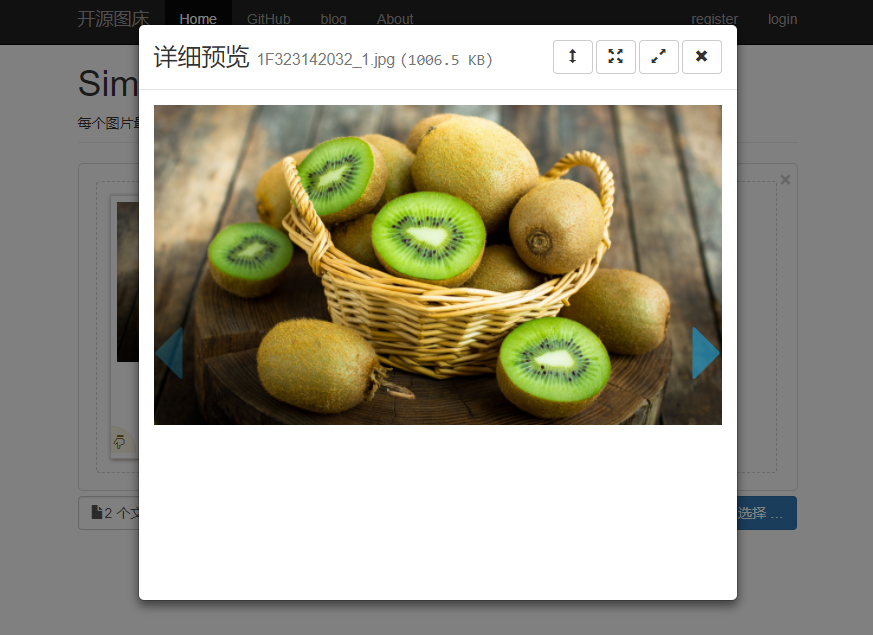 开源图床 Home GitHub blog About register login
详细预览 1F323142032_1.jpg (1006.5 KB)
Sim
每个图片
2 个文
选择 ...